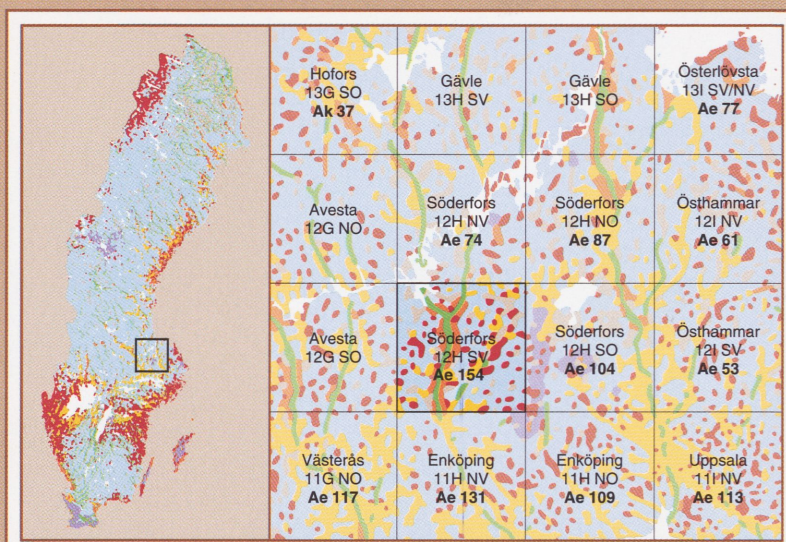 Hofors
13G SO
Ak 37
Gävle
13H SV
Gävle
13H SO
Österlövsta
13I SV/NV
Ae 77
Avesta
12G NO
Söderfors
12H NV
Ae 74
Söderfors
12H NO
Ae 87
Östhammar
12I NV
Ae 61
Avesta
12G SO
Söderfors
12H SV
Ae 154
Söderfors
12H SO
Ae 104
Östhammar
12I SV
Ae 53
Västerås
11G NO
Ae 117
Enköping
11H NV
Ae 131
Enköping
11H NO
Ae 109
Uppsala
11I NV
Ae 113